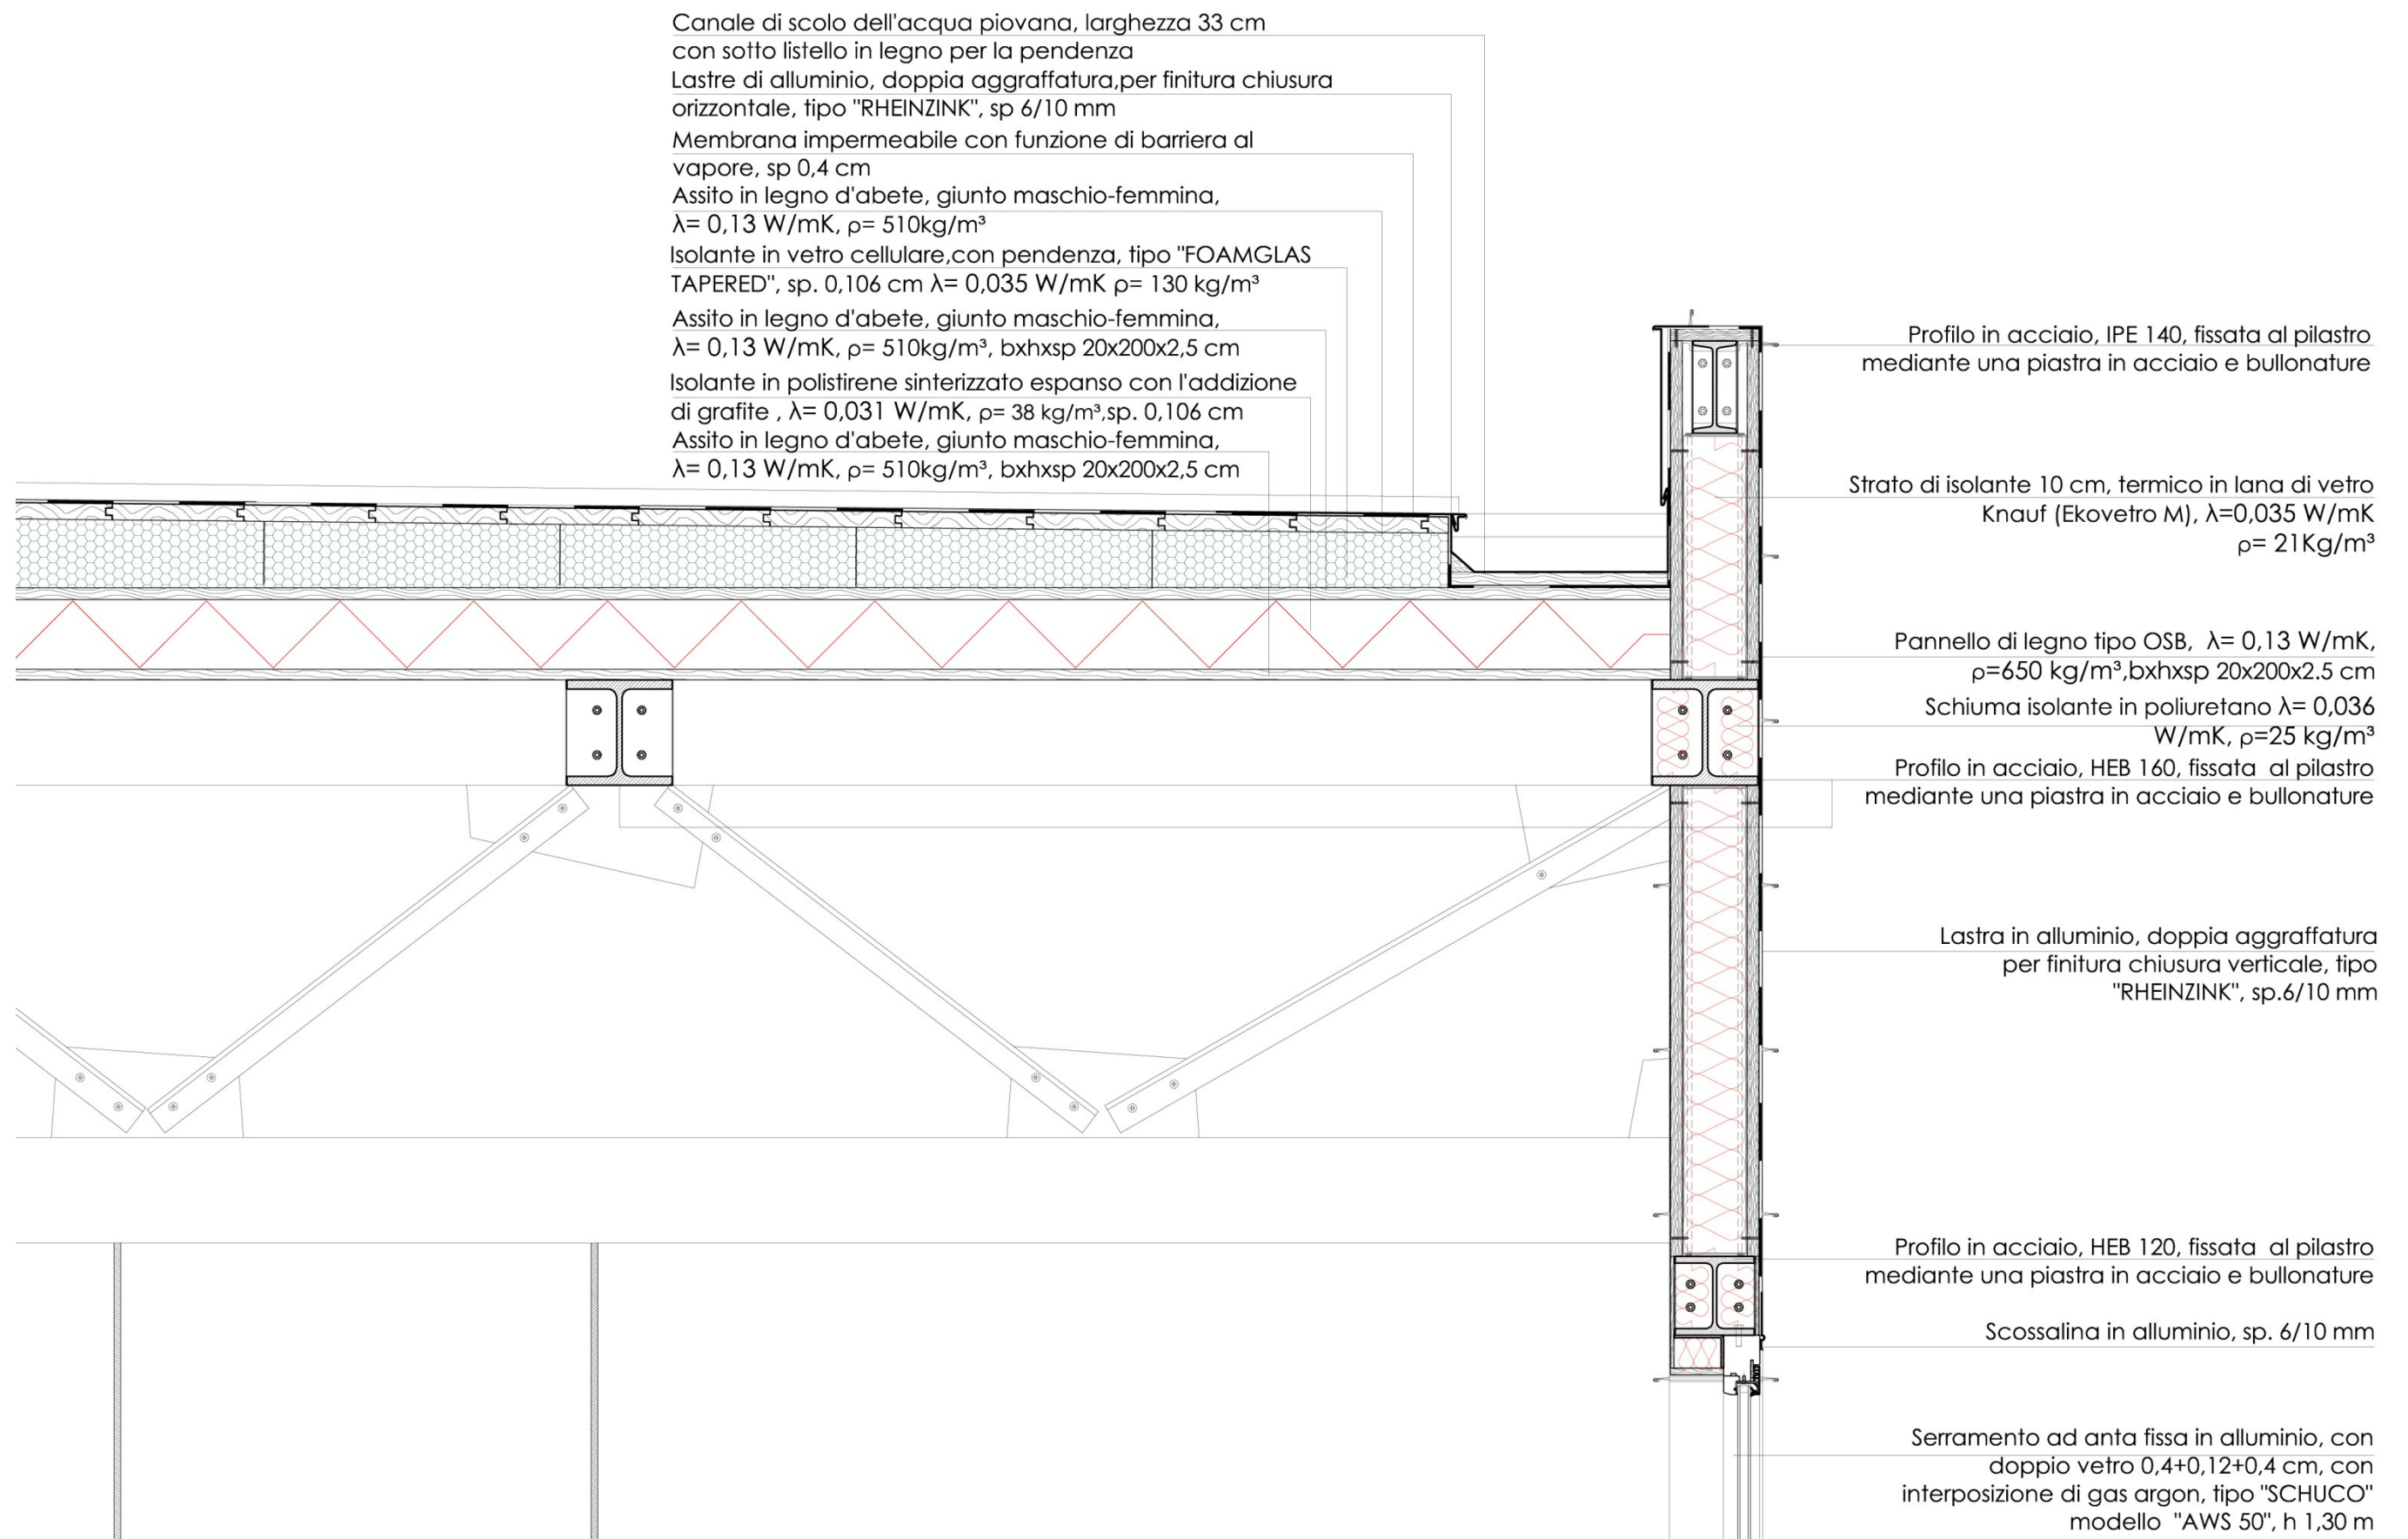 Canale di scolo dell'acqua piovana, larghezza 33 cm
con sotto listello in legno per la pendenza
Lastre di alluminio, doppia aggraffatura,per finitura chiusura
orizzontale, tipo "RHEINZINK", sp 6/10 mm
Membrana impermeabile con funzione di barriera al
vapore, sp 0,4 cm
Assito in legno d'abete, giunto maschio-femmina,
λ= 0,13 W/mK, ρ= 510kg/m³
Isolante in vetro cellulare,con pendenza, tipo "FOAMGLAS
TAPERED", sp. 0,106 cm λ= 0,035 W/mK ρ= 130 kg/m³
Assito in legno d'abete, giunto maschio-femmina,
λ= 0,13 W/mK, ρ= 510kg/m³, bxhxsp 20x200x2,5 cm
Isolante in polistirene sinterizzato espanso con l'addizione
di grafite , λ= 0,031 W/mK, ρ= 38 kg/m³,sp. 0,106 cm
Assito in legno d'abete, giunto maschio-femmina,
λ= 0,13 W/mK, ρ= 510kg/m³, bxhxsp 20x200x2,5 cm
Profilo in acciaio, IPE 140, fissata al pilastro
mediante una piastra in acciaio e bullonature
Strato di isolante 10 cm, termico in lana di vetro
Knauf (Ekovetro M), λ=0,035 W/mK
ρ= 21Kg/m³
Pannello di legno tipo OSB, λ= 0,13 W/mK,
ρ=650 kg/m³,bxhxsp 20x200x2.5 cm
Schiuma isolante in poliuretano λ= 0,036
W/mK, ρ=25 kg/m³
Profilo in acciaio, HEB 160, fissata al pilastro
mediante una piastra in acciaio e bullonature
Lastra in alluminio, doppia aggraffatura
per finitura chiusura verticale, tipo
"RHEINZINK", sp.6/10 mm
Profilo in acciaio, HEB 120, fissata al pilastro
mediante una piastra in acciaio e bullonature
Scossalina in alluminio, sp. 6/10 mm
Serramento ad anta fissa in alluminio, con
doppio vetro 0,4+0,12+0,4 cm, con
interposizione di gas argon, tipo "SCHUCO"
modello "AWS 50", h 1,30 m